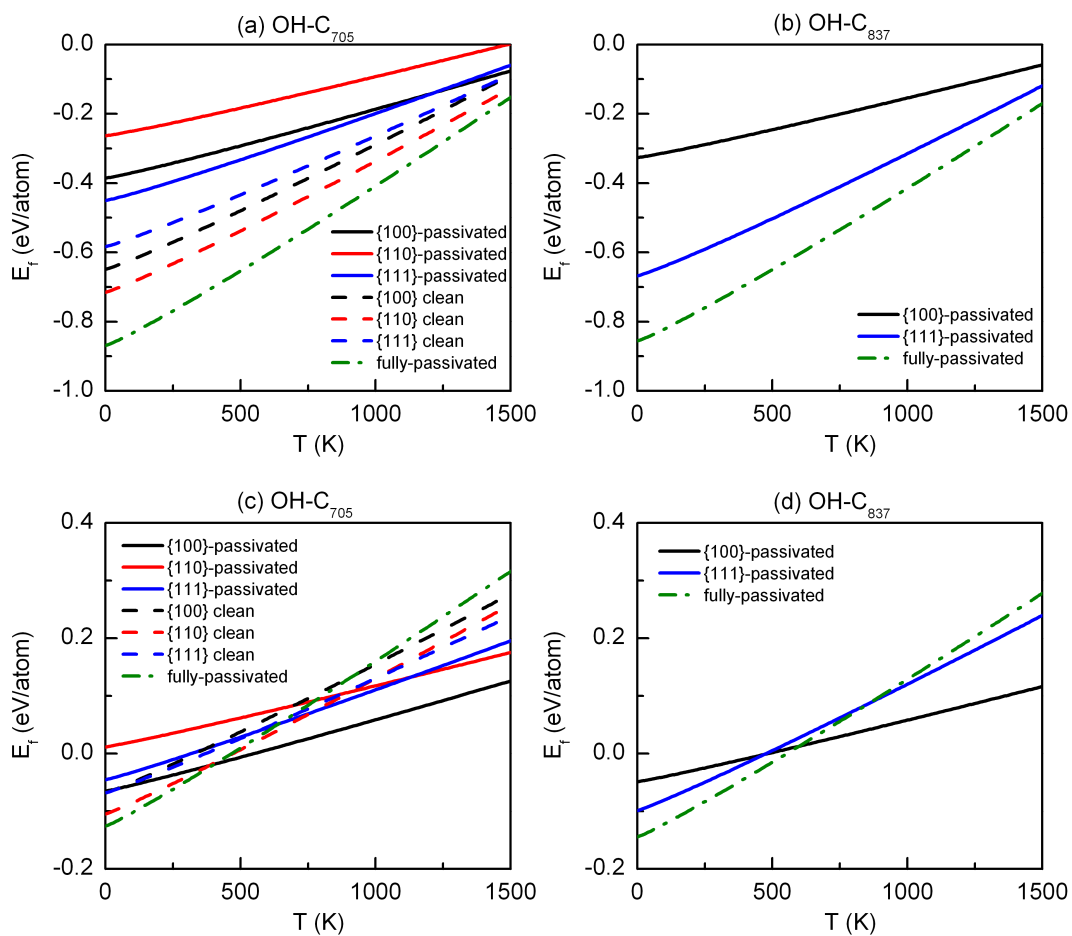 (a) OH-C705
0.0
-0.2
-0.4
-0.6
-0.8
-1.0
Ef (eV/atom)
{100}-passivated
{110}-passivated
{111}-passivated
{100} clean
{110} clean
{111} clean
fully-passivated
0 500 1000 1500
T (K)
(b) OH-C837
0.0
-0.2
-0.4
-0.6
-0.8
-1.0
Ef (eV/atom)
{100}-passivated
{111}-passivated
fully-passivated
0 500 1000 1500
T (K)
(c) OH-C705
0.4
0.2
0.0
-0.2
Ef (eV/atom)
{100}-passivated
{110}-passivated
{111}-passivated
{100} clean
{110} clean
{111} clean
fully-passivated
0 500 1000 1500
T (K)
(d) OH-C837
0.4
0.2
0.0
-0.2
Ef (eV/atom)
{100}-passivated
{111}-passivated
fully-passivated
0 500 1000 1500
T (K)